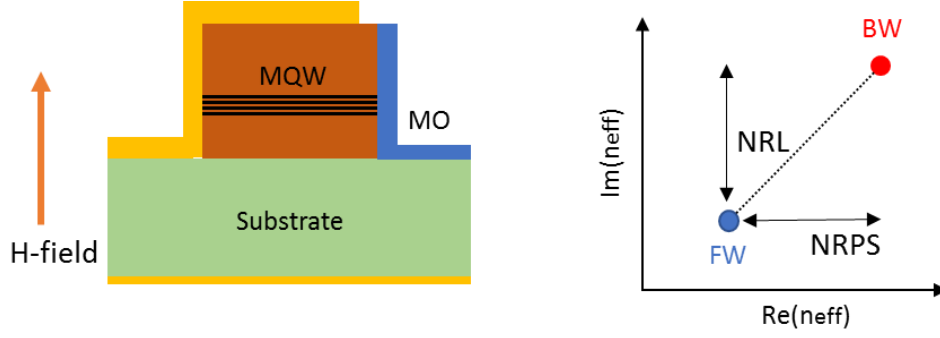 MQW
MO
Substrate
H-field
BW
NRL
FW
NRPS
Im(neff)
Re(neff)